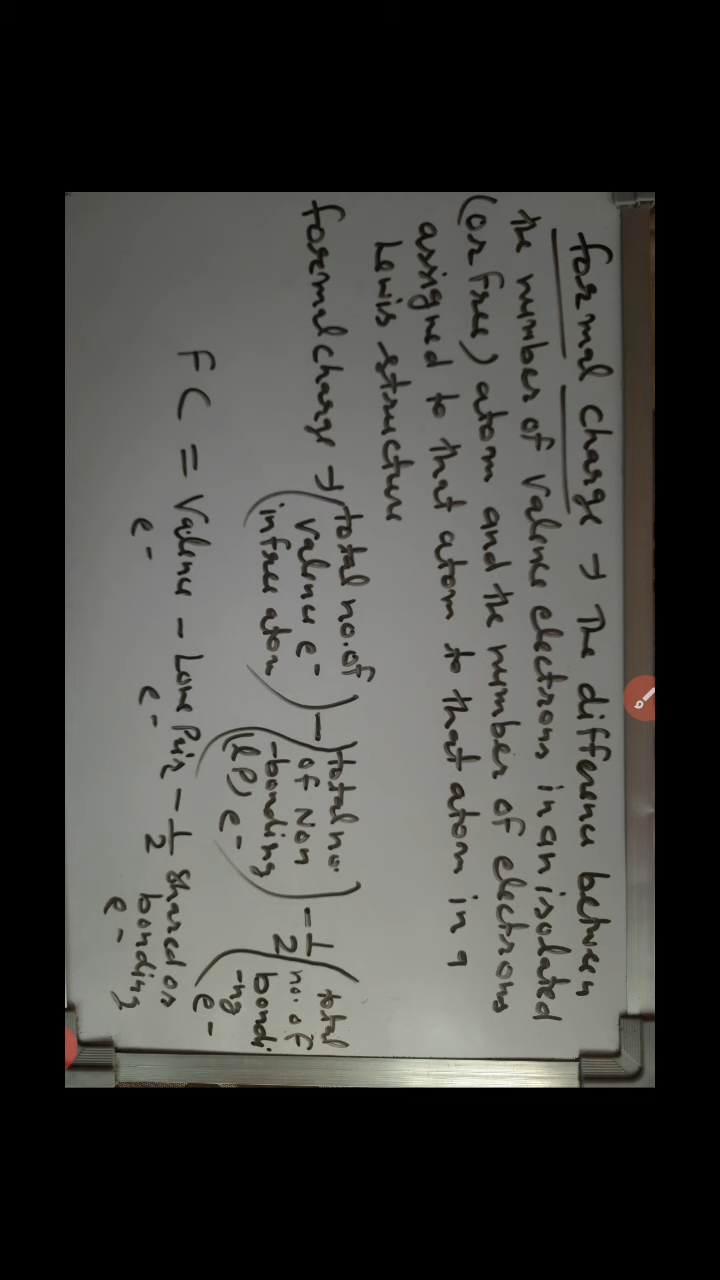 formal charge → The difference between
the number of valence electrons in an isolated
(or free) atom and the number of electrons
assigned to that atom to that atom in a
Lewis structure
formal charge → (total no. of valence e⁻ in free atom) - (total no. of Non -bonding (lP) e⁻) - 1/2 (total no. of bondi -ng e⁻)
FC = Valence e⁻ - Lone Pair e⁻ - 1/2 shared or bonding e⁻